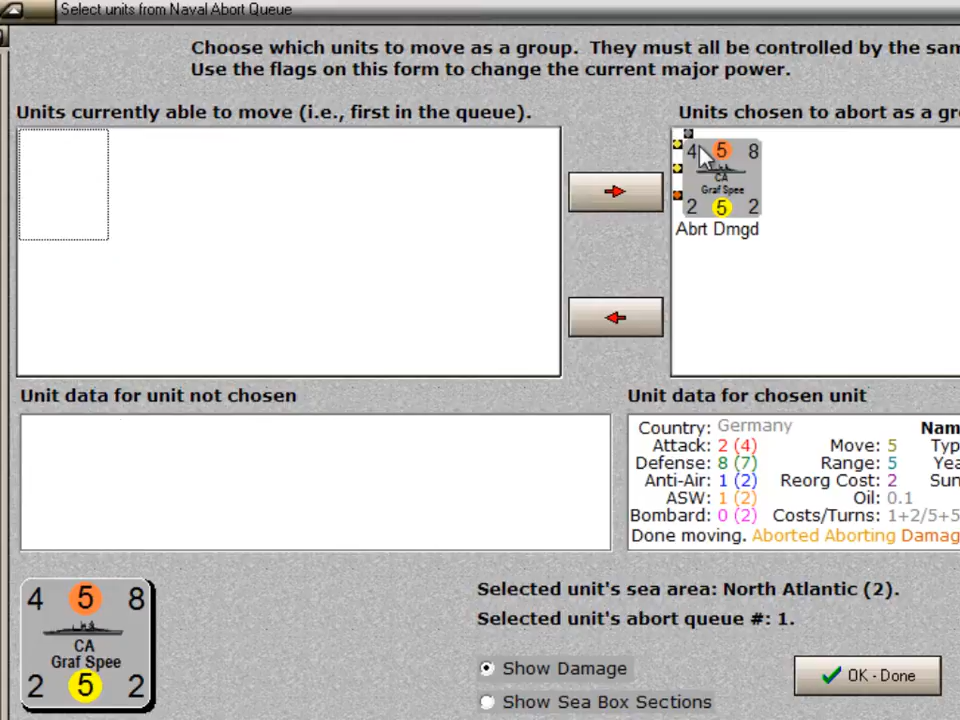 Select units from Naval Abort Queue
Choose which units to move as a group. They must all be controlled by the sam
Use the flags on this form to change the current major power.
Units currently able to move (i.e., first in the queue).
Units chosen to abort as a gr
4 5 8
CA
Graf Spee
2 5 2
Abrt Dmgd
Unit data for unit not chosen
Unit data for chosen unit
Country: Germany Nam
Attack: 2 (4) Move: 5 Typ
Defense: 8 (7) Range: 5 Yea
Anti-Air: 1 (2) Reorg Cost: 2 Sun
ASW: 1 (2) Oil: 0.1
Bombard: 0 (2) Costs/Turns: 1+2/5+5
Done moving. Aborted Aborting Damag
4 5 8
CA
Graf Spee
2 5 2
Selected unit's sea area: North Atlantic (2).
Selected unit's abort queue #: 1.
Show Damage
Show Sea Box Sections
OK - Done